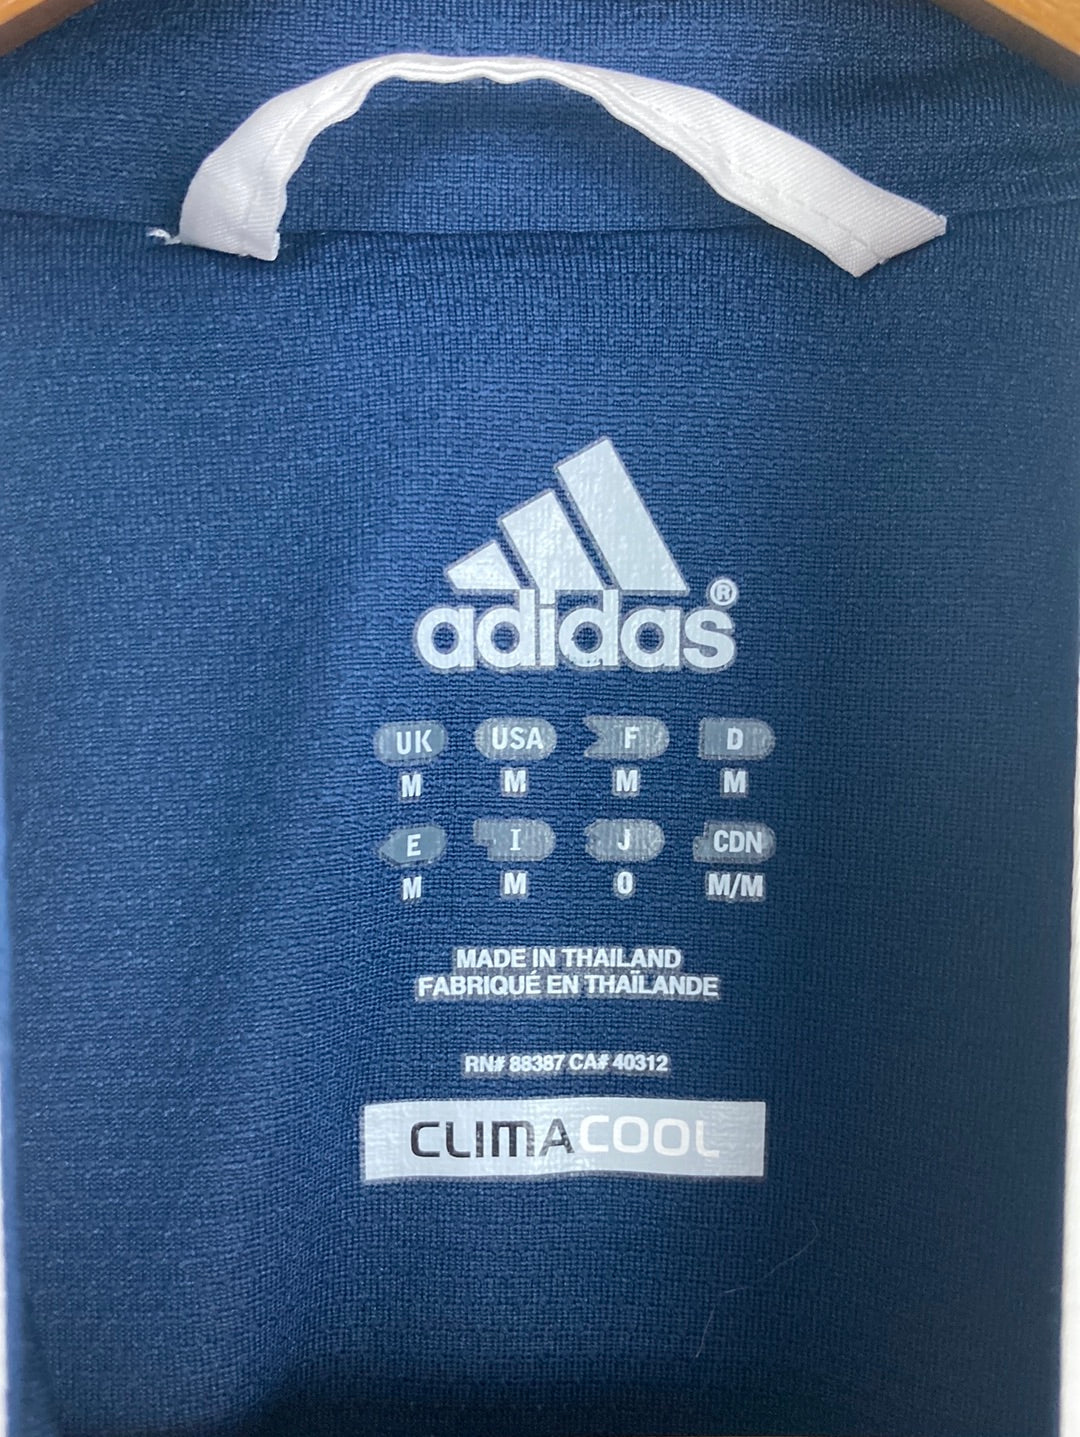 adidas®
UK USA F D
M M M M
E I J CDN
M M O M/M
MADE IN THAILAND
FABRIQUÉ EN THAÏLANDE
RN# 88387 CA# 40312
CLIMACOOL